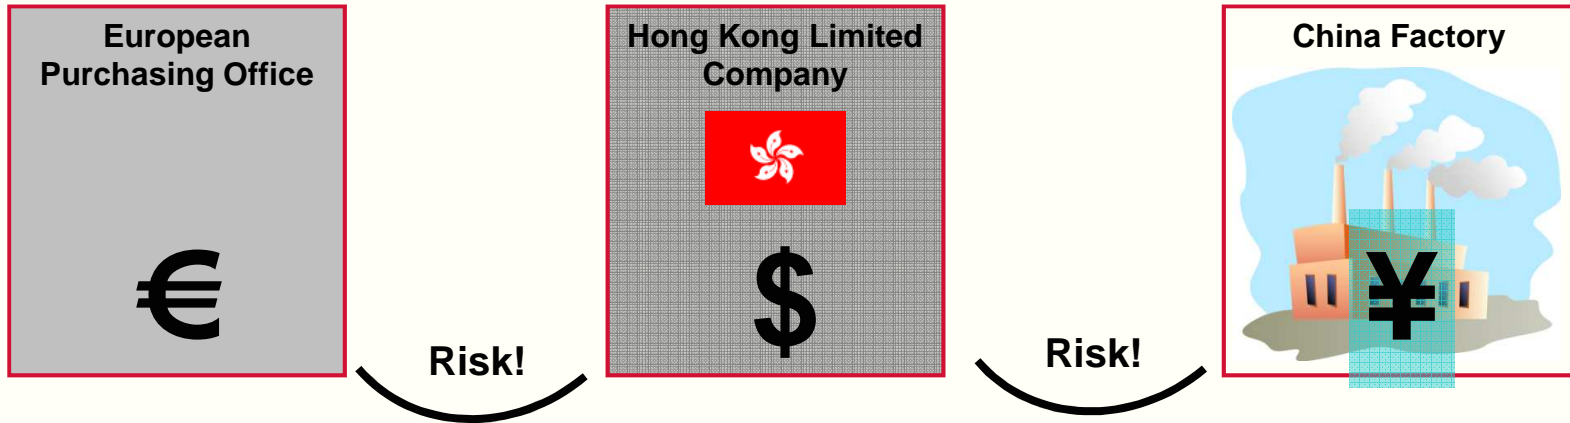 European
Purchasing Office
€
Risk!
Hong Kong Limited
Company
$
Risk!
China Factory
¥